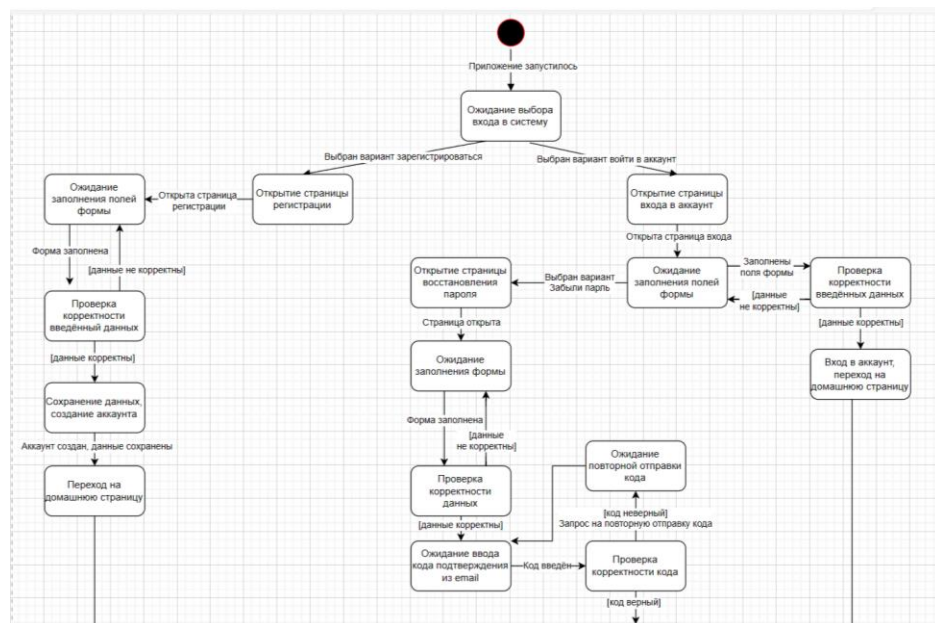 Приложение запустилось
Ожидание выбора
входа в систему
Выбран вариант зарегистрироваться
Выбран вариант войти в аккаунт
Ожидание
заполнения полей
формы
Открыта страница
регистрации
Открытие страницы
регистрации
Открытие страницы
входа в аккаунт
Форма заполнена
[данные не корректны]
Открыта страница входа
Открытие страницы
восстановления
пароля
Выбран вариант
Забыли парль
Ожидание
заполнения полей
формы
Заполнены
поля формы
[данные
не корректны]
Проверка
корректности
введённых данных
Проверка
корректности
введённый данных
Страница открыта
[данные корректны]
[данные корректны]
Ожидание
заполнения формы
Вход в аккаунт,
переход на
домашнюю страницу
Сохранение данных,
создание аккаунта
Форма заполнена
[данные
не корректны]
Аккаунт создан, данные сохранены
Переход на
домашнюю страницу
Проверка
корректности
данных
Ожидание
повторной отправки
кода
[код неверный]
Запрос на повторную отправку кода
[данные корректны]
Ожидание ввода
кода подтверждения
из email
Код введён
Проверка
корректности кода
[код верный]